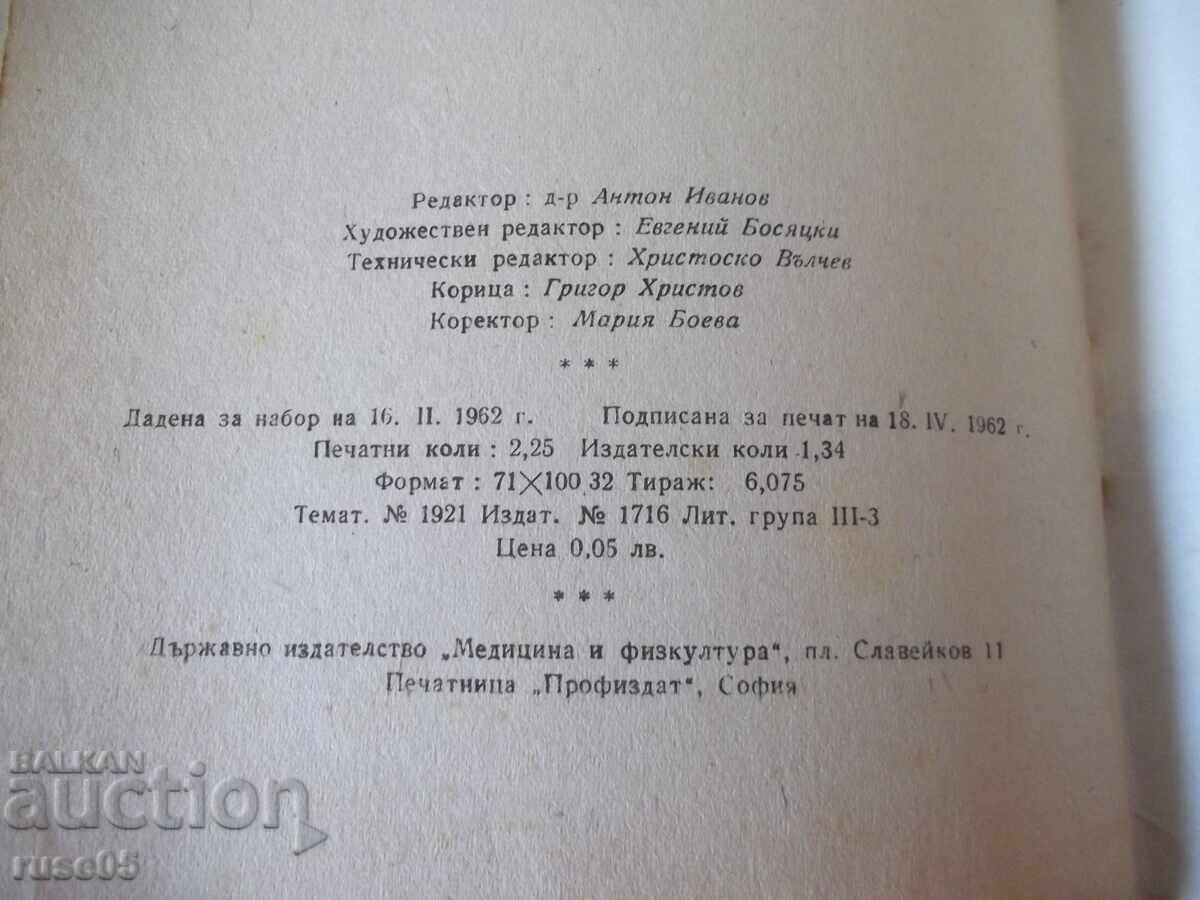 Редактор : д-р Антон Иванов
Художествен редактор : Евгений Босяцки
Технически редактор : Христоско Вълчев
Корица : Григор Христов
Коректор : Мария Боева
* * *
Дадена за набор на 16. II. 1962 г. Подписана за печат на 18. IV. 1962 г.
Печатни коли : 2,25 Издателски коли 1,34
Формат : 71×100 32 Тираж: 6,075
Темат. № 1921 Издат. № 1716 Лит. група III-3
Цена 0,05 лв.
* * *
Държавно издателство „Медицина и физкултура“, пл. Славейков 11
Печатница „Профиздат“, София
BALKAN
auction
ruse05